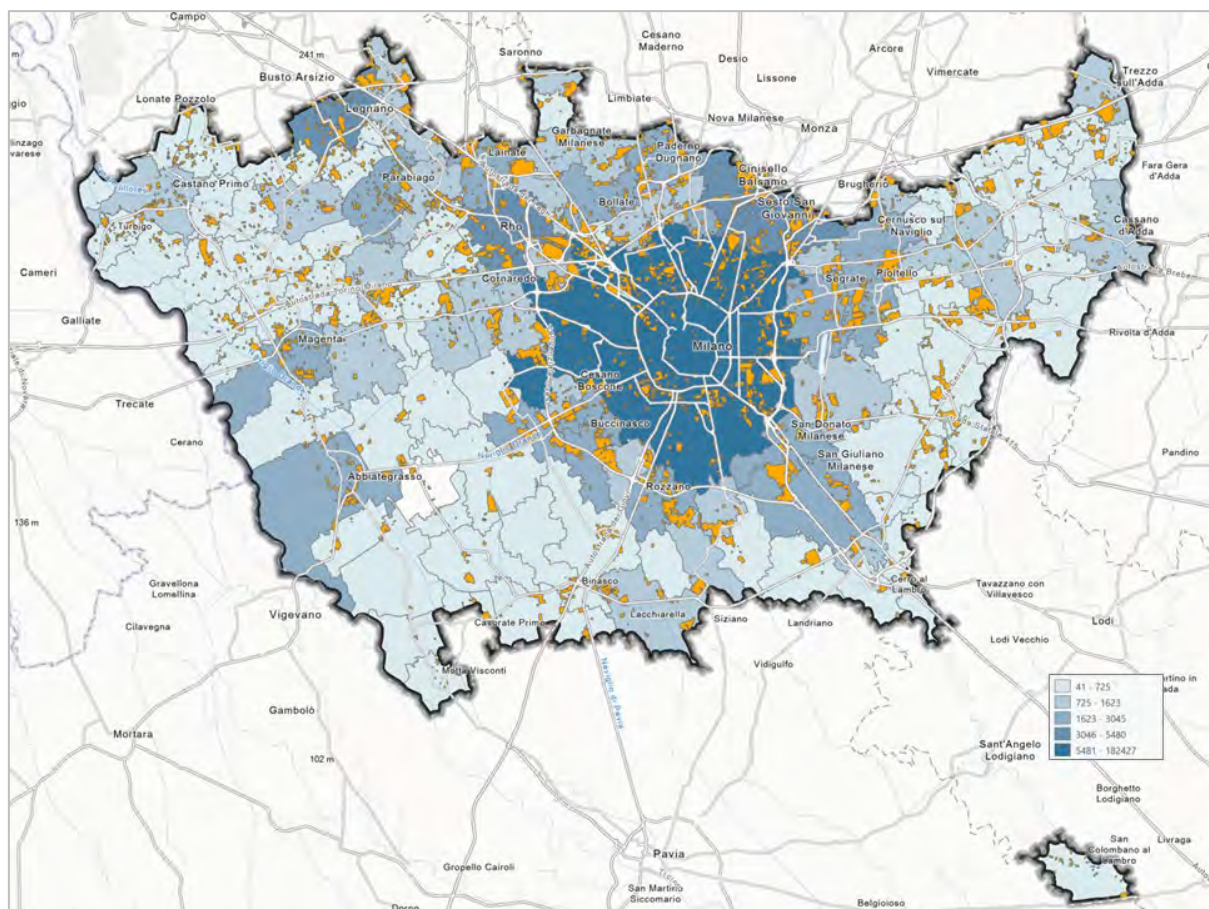 Campo
Cesano
Maderno
Saronno
241 m
Arcore
Desio
Busto Arsizio
Lissone
Vimercate
Trezzo
sull'Adda
Lonate Pozzolo
Limbiate
Legnano
Nova Milanese
Monza
Garbagnate
Milanese
Lainate
Paderno
Dugnano
Cinisello
Balsamo
Fara Gera
d'Adda
Castano Primo
Parabiago
Brugherio
Bollate
Sesto San
Giovanni
Turbigo
Rho
Cernusco sul
Naviglio
Cassano
d'Adda
Cameri
Cornaredo
Segrate
Pioltello
Galliate
Rivolta d'Adda
Magenta
Milano
Cesano
Boscone
Trecate
Cerano
Buccinasco
San Donato
Milanese
San Giuliano
Milanese
Pandino
Abbiategrasso
Rozzano
136 m
Gravellona
Lomellina
Binasco
Cerro al
Lambro
Tavazzano con
Villavesco
Vigevano
Lacchiarella
Cilavegna
Casorate Primo
Siziano
Landriano
Lodi
Lodi Vecchio
Motta Visconti
Vidigulfo
Naviglio di Pavia
41 - 725
725 - 1623
1623 - 3045
3046 - 5480
5481 - 182427
Gambolò
Mortara
102 m
Sant'Angelo
Lodigiano
Borghetto
Lodigiano
San
Colombano al
Lambro
Livraga
Pavia
Gropello Cairoli
San Martino
Siccomario
Belgioioso